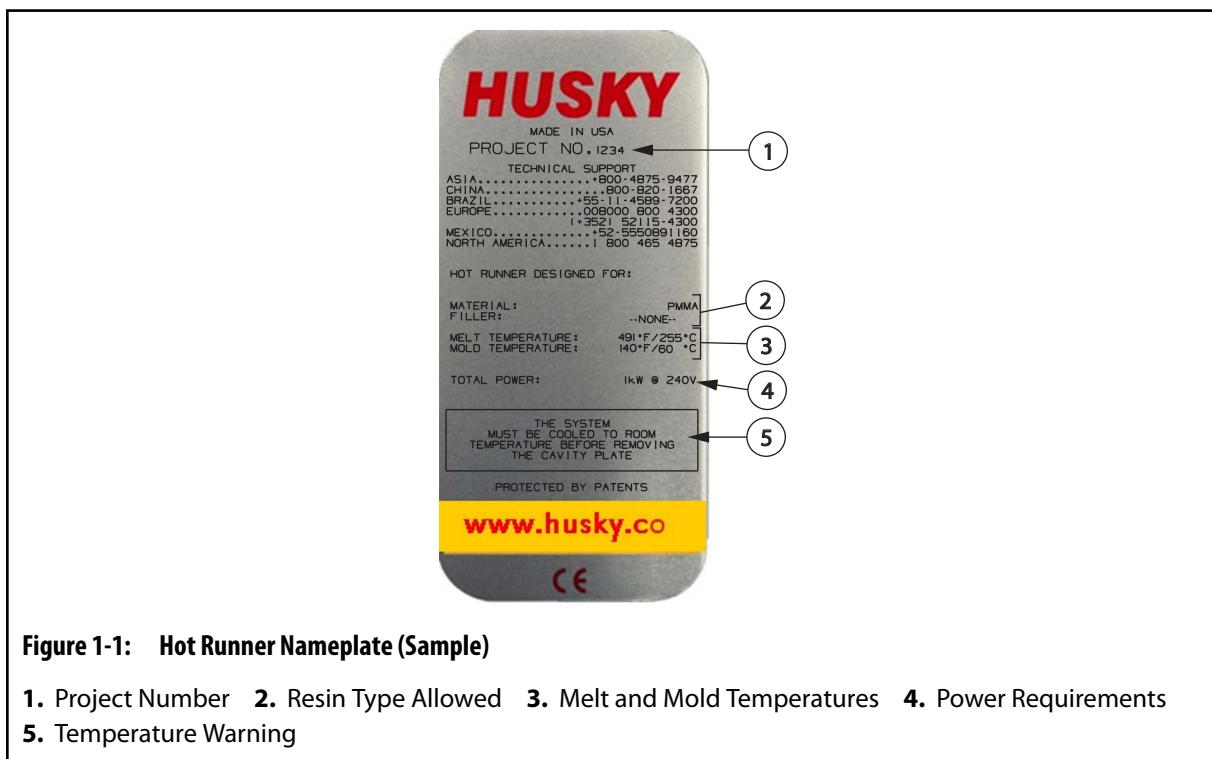 HUSKY
MADE IN USA
PROJECT NO.1234
1
TECHNICAL SUPPORT
ASIA...............+800-4875-9477
CHINA...............800-820-1667
BRAZIL...........+55-11-4589-7200
EUROPE............008000 800 4300
(+352) 52115-4300
MEXICO............+52-5550891160
NORTH AMERICA......1 800 465 4875
HOT RUNNER DESIGNED FOR:
MATERIAL: PMMA
FILLER: --NONE--
2
MELT TEMPERATURE: 491°F/255°C
MOLD TEMPERATURE: 140°F/60 °C
3
TOTAL POWER: 1kW @ 240V
4
THE SYSTEM
MUST BE COOLED TO ROOM
TEMPERATURE BEFORE REMOVING
THE CAVITY PLATE
5
PROTECTED BY PATENTS
www.husky.co
CE
Figure 1-1: Hot Runner Nameplate (Sample)
1. Project Number 2. Resin Type Allowed 3. Melt and Mold Temperatures 4. Power Requirements
5. Temperature Warning